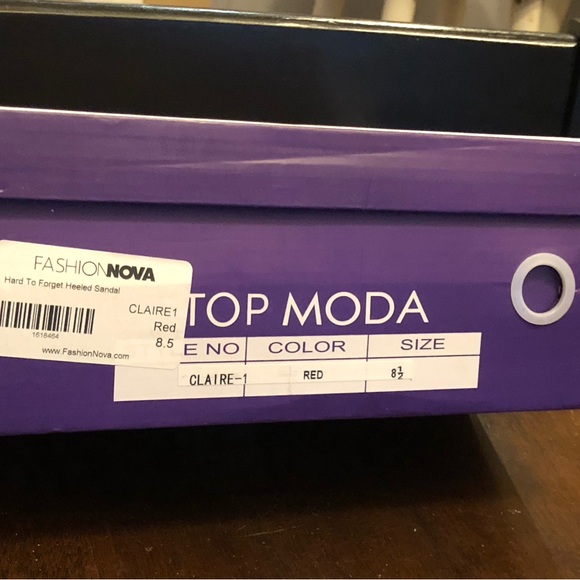 FASHIONNOVA
Hard To Forget Heeled Sandal
CLAIRE1
Red
8.5
1618464
www.FashionNova.com
TOP MODA
E NO COLOR SIZE
CLAIRE-1 RED 8½